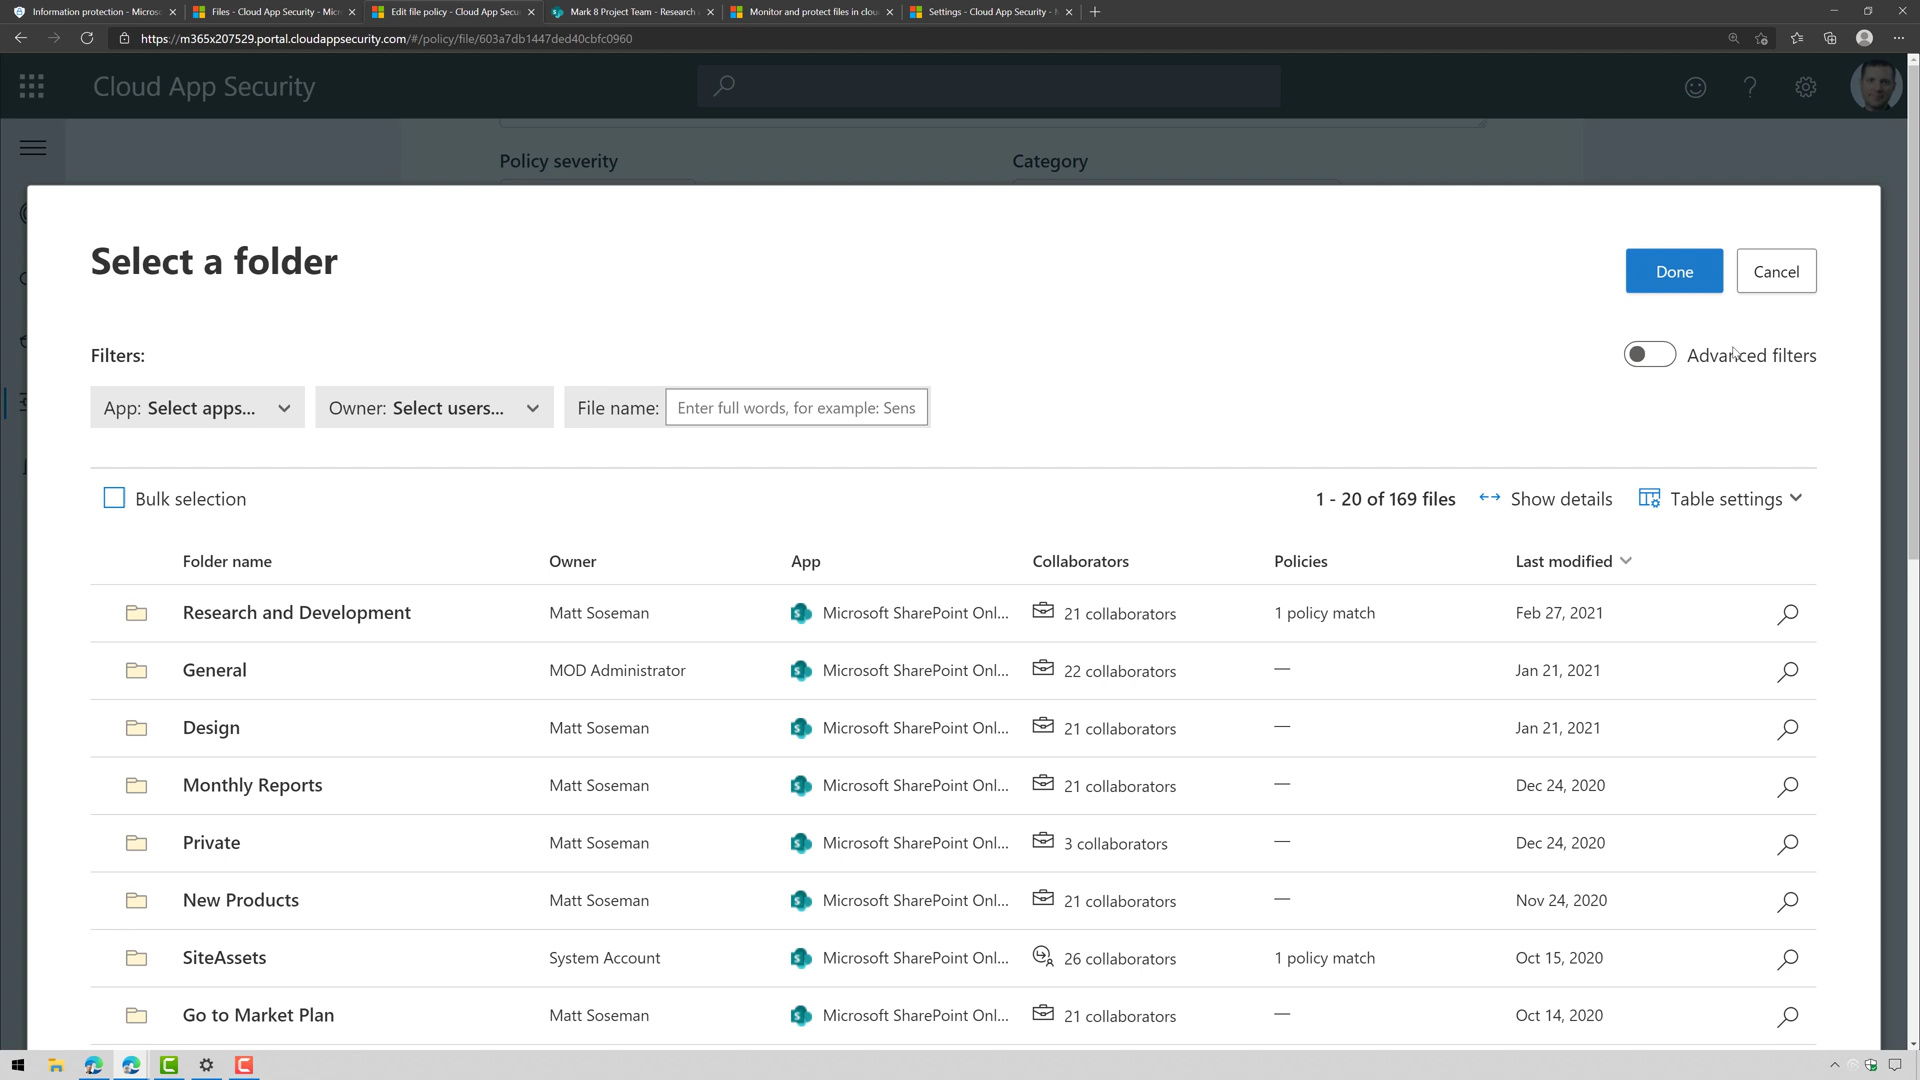 Information protection - Micros
Files - Cloud App Security - Micr
Edit file policy - Cloud App Secu
Mark 8 Project Team - Research
Monitor and protect files in clou
Settings - Cloud App Security - M
https://m365x207529.portal.cloudappsecurity.com/#/policy/file/603a7db1447ded40cbfc0960
Cloud App Security
Policy severity
Category
Select a folder
Done
Cancel
Filters:
Advanced filters
App: Select apps...
Owner: Select users...
File name: Enter full words, for example: Sens
Bulk selection
1 - 20 of 169 files
Show details
Table settings
Folder name Owner App Collaborators Policies Last modified
Research and Development Matt Soseman Microsoft SharePoint Onl... 21 collaborators 1 policy match Feb 27, 2021
General MOD Administrator Microsoft SharePoint Onl... 22 collaborators — Jan 21, 2021
Design Matt Soseman Microsoft SharePoint Onl... 21 collaborators — Jan 21, 2021
Monthly Reports Matt Soseman Microsoft SharePoint Onl... 21 collaborators — Dec 24, 2020
Private Matt Soseman Microsoft SharePoint Onl... 3 collaborators — Dec 24, 2020
New Products Matt Soseman Microsoft SharePoint Onl... 21 collaborators — Nov 24, 2020
SiteAssets System Account Microsoft SharePoint Onl... 26 collaborators 1 policy match Oct 15, 2020
Go to Market Plan Matt Soseman Microsoft SharePoint Onl... 21 collaborators — Oct 14, 2020